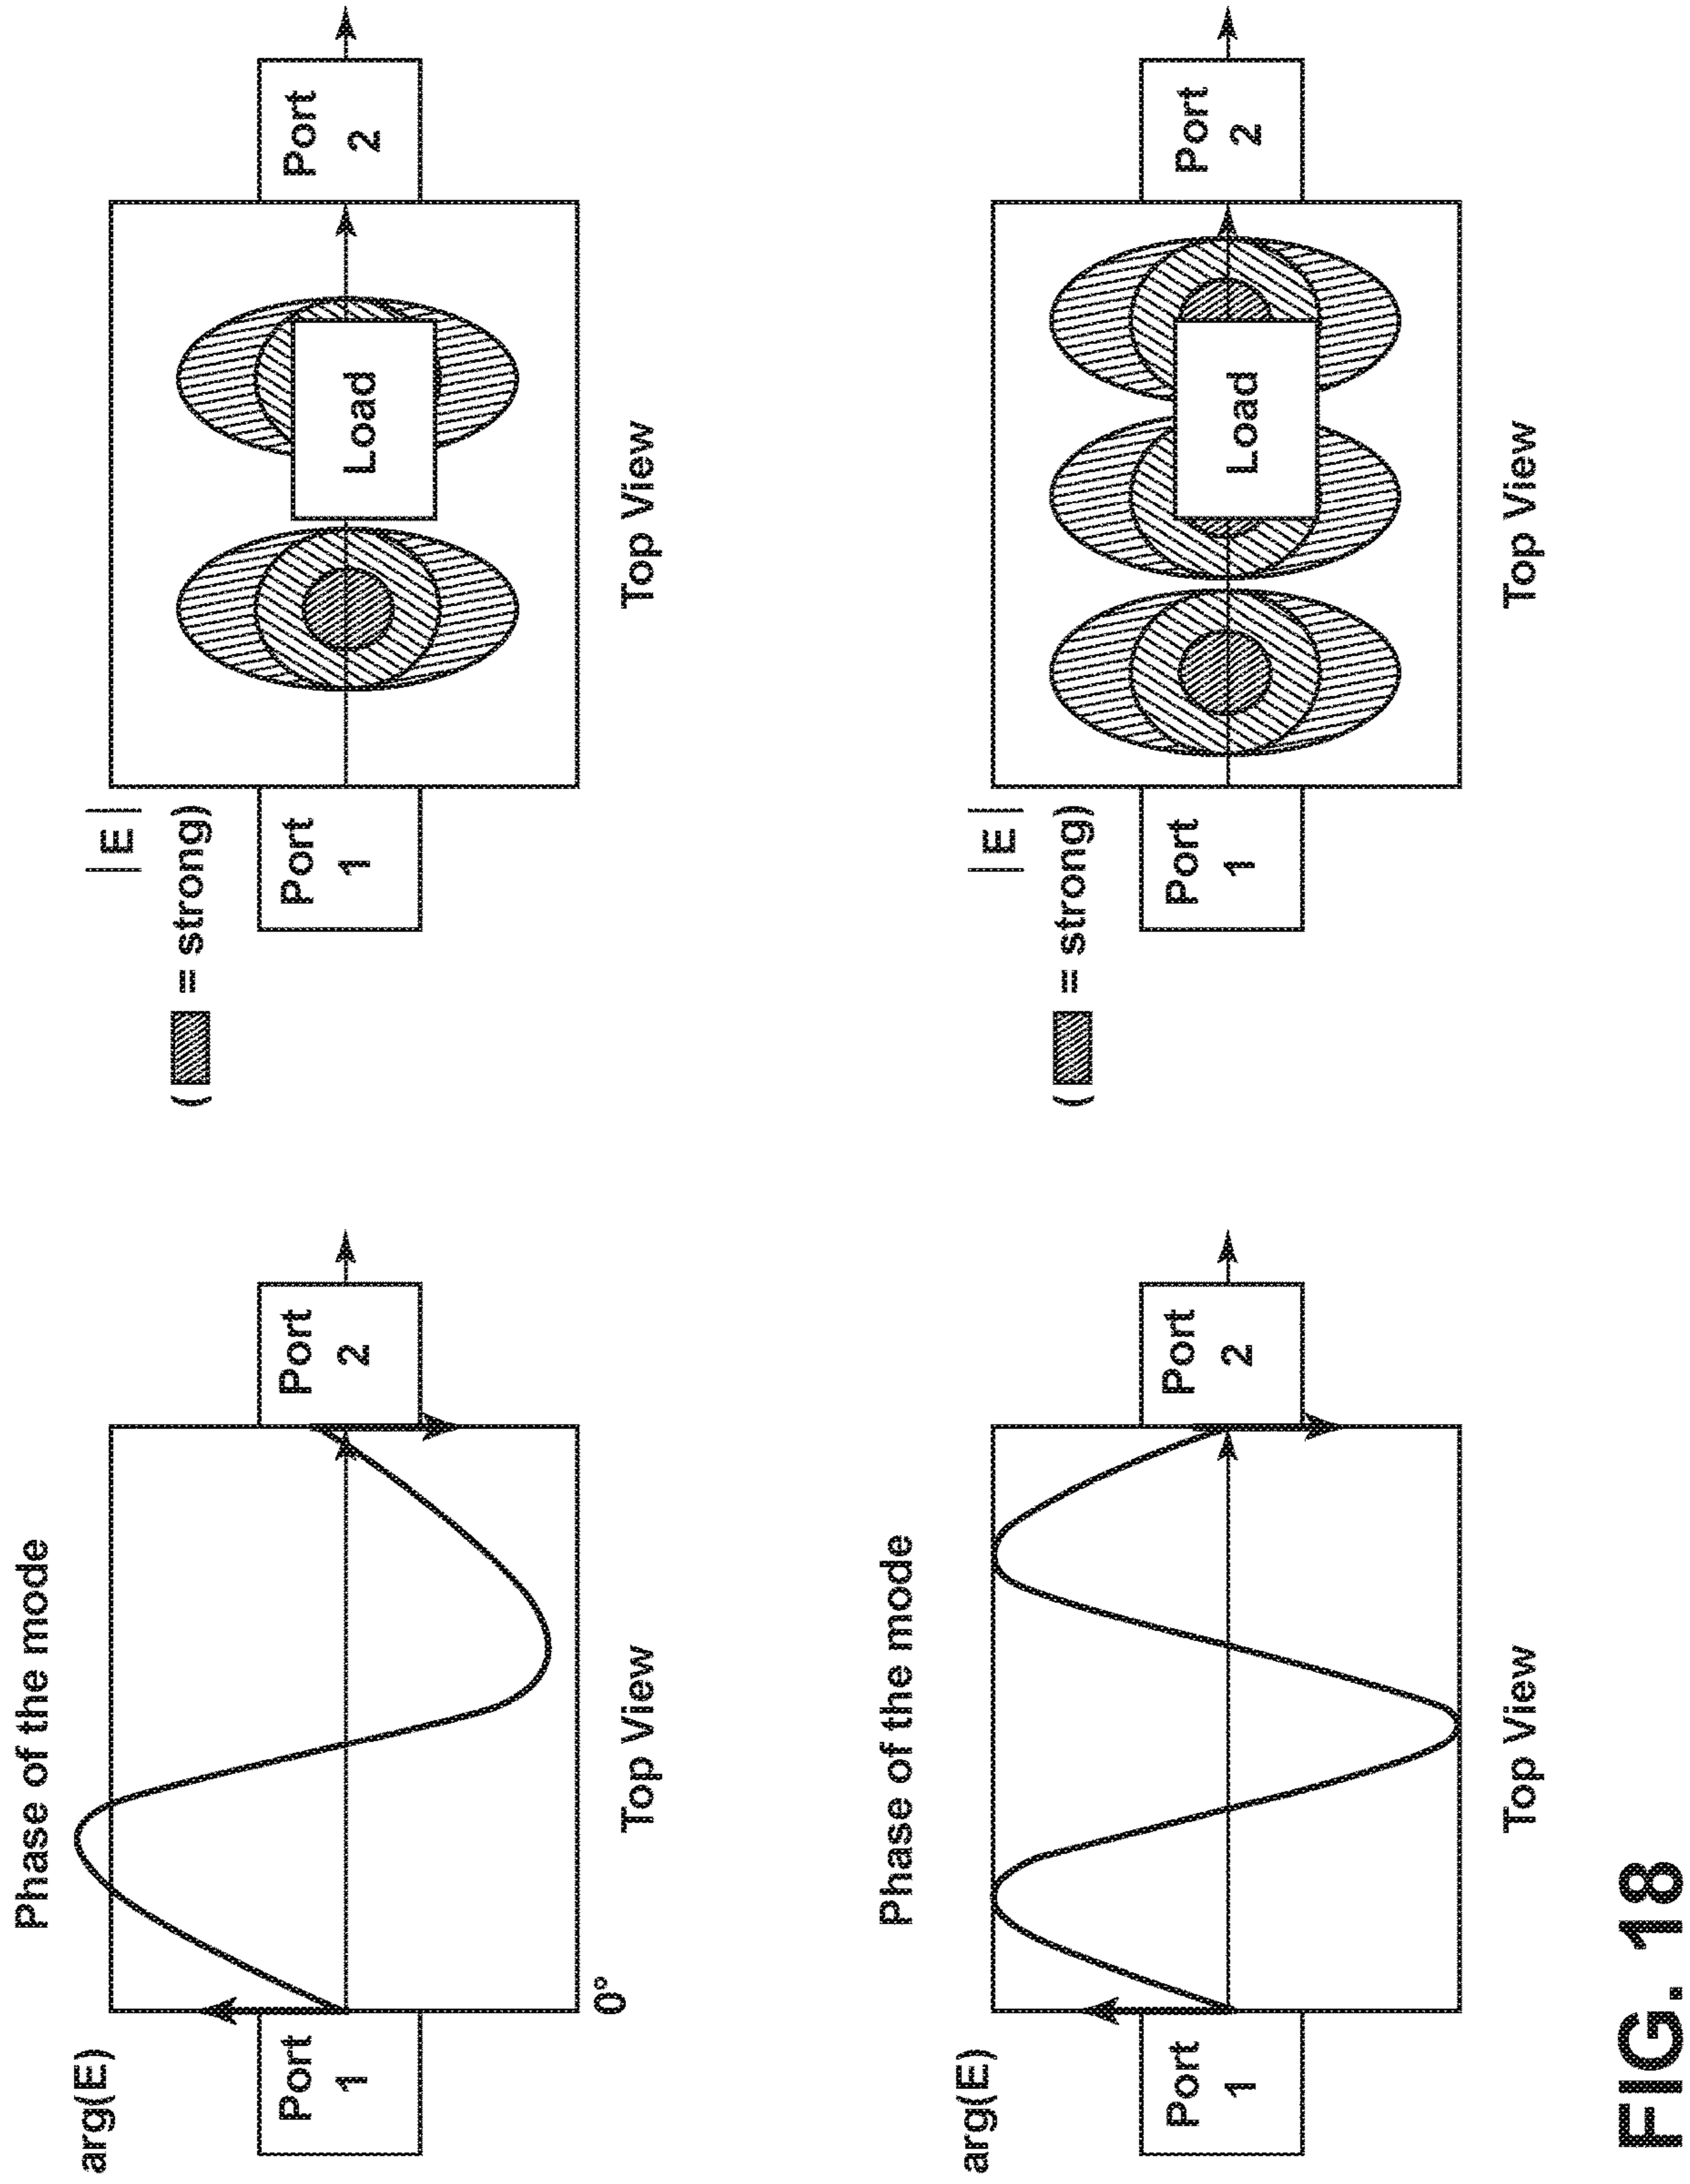 Phase of the mode
arg(E)
Port
1
Port
2
0°
Top View
|E|
( = strong)
Port
1
Load
Port
2
Top View
Phase of the mode
arg(E)
Port
1
Port
2
Top View
|E|
( = strong)
Port
1
Load
Port
2
Top View
FIG. 18